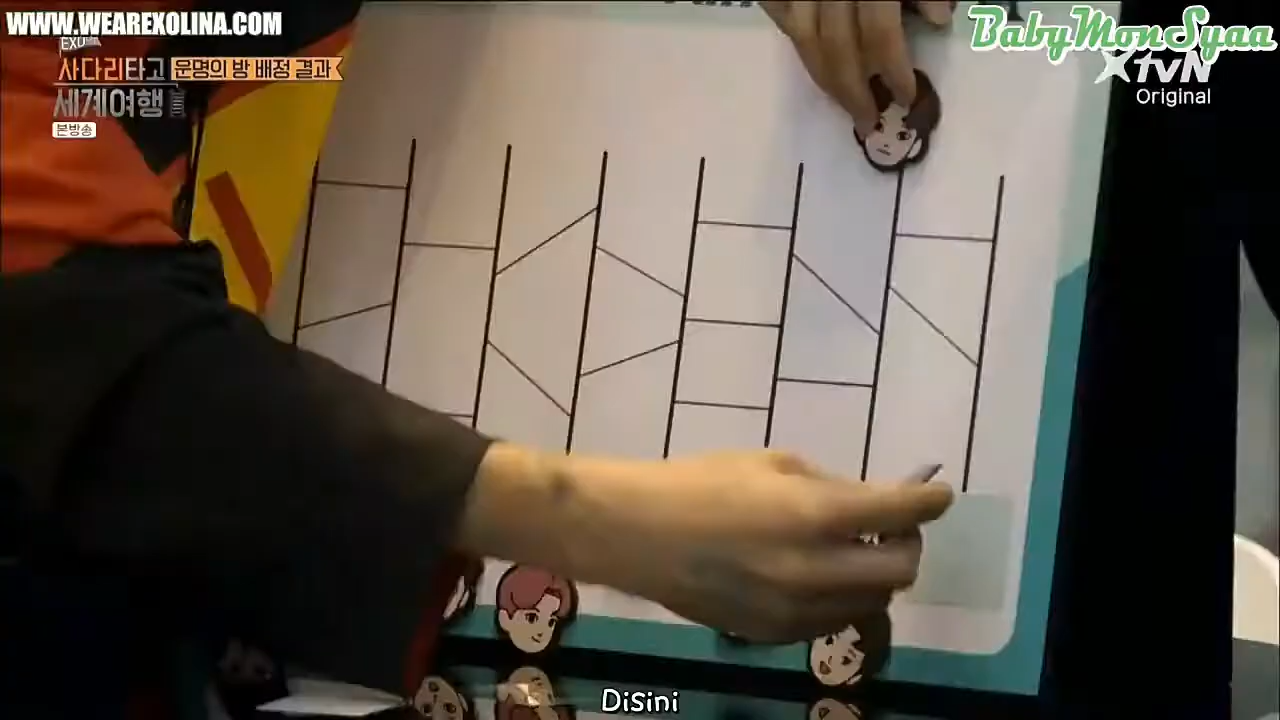 WWW.WEAREXOLINA.COM
BabyMonSyaa
EXO
사다리타고 운명의 방 배정 결과
세계여행
본방송
XtvN
Original
Disini